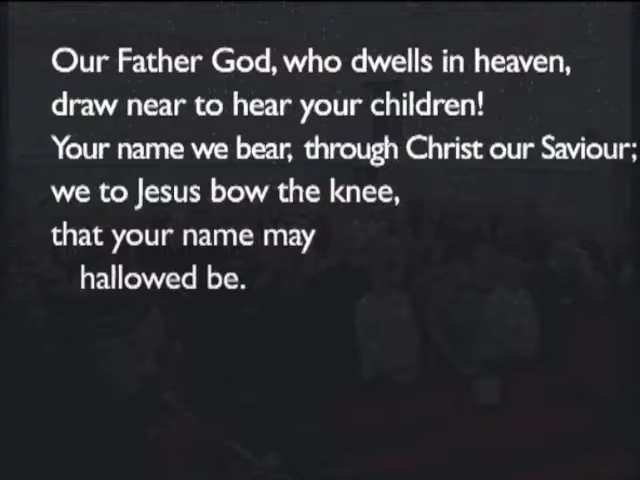 Our Father God, who dwells in heaven,
draw near to hear your children!
Your name we bear, through Christ our Saviour;
we to Jesus bow the knee,
that your name may
hallowed be.